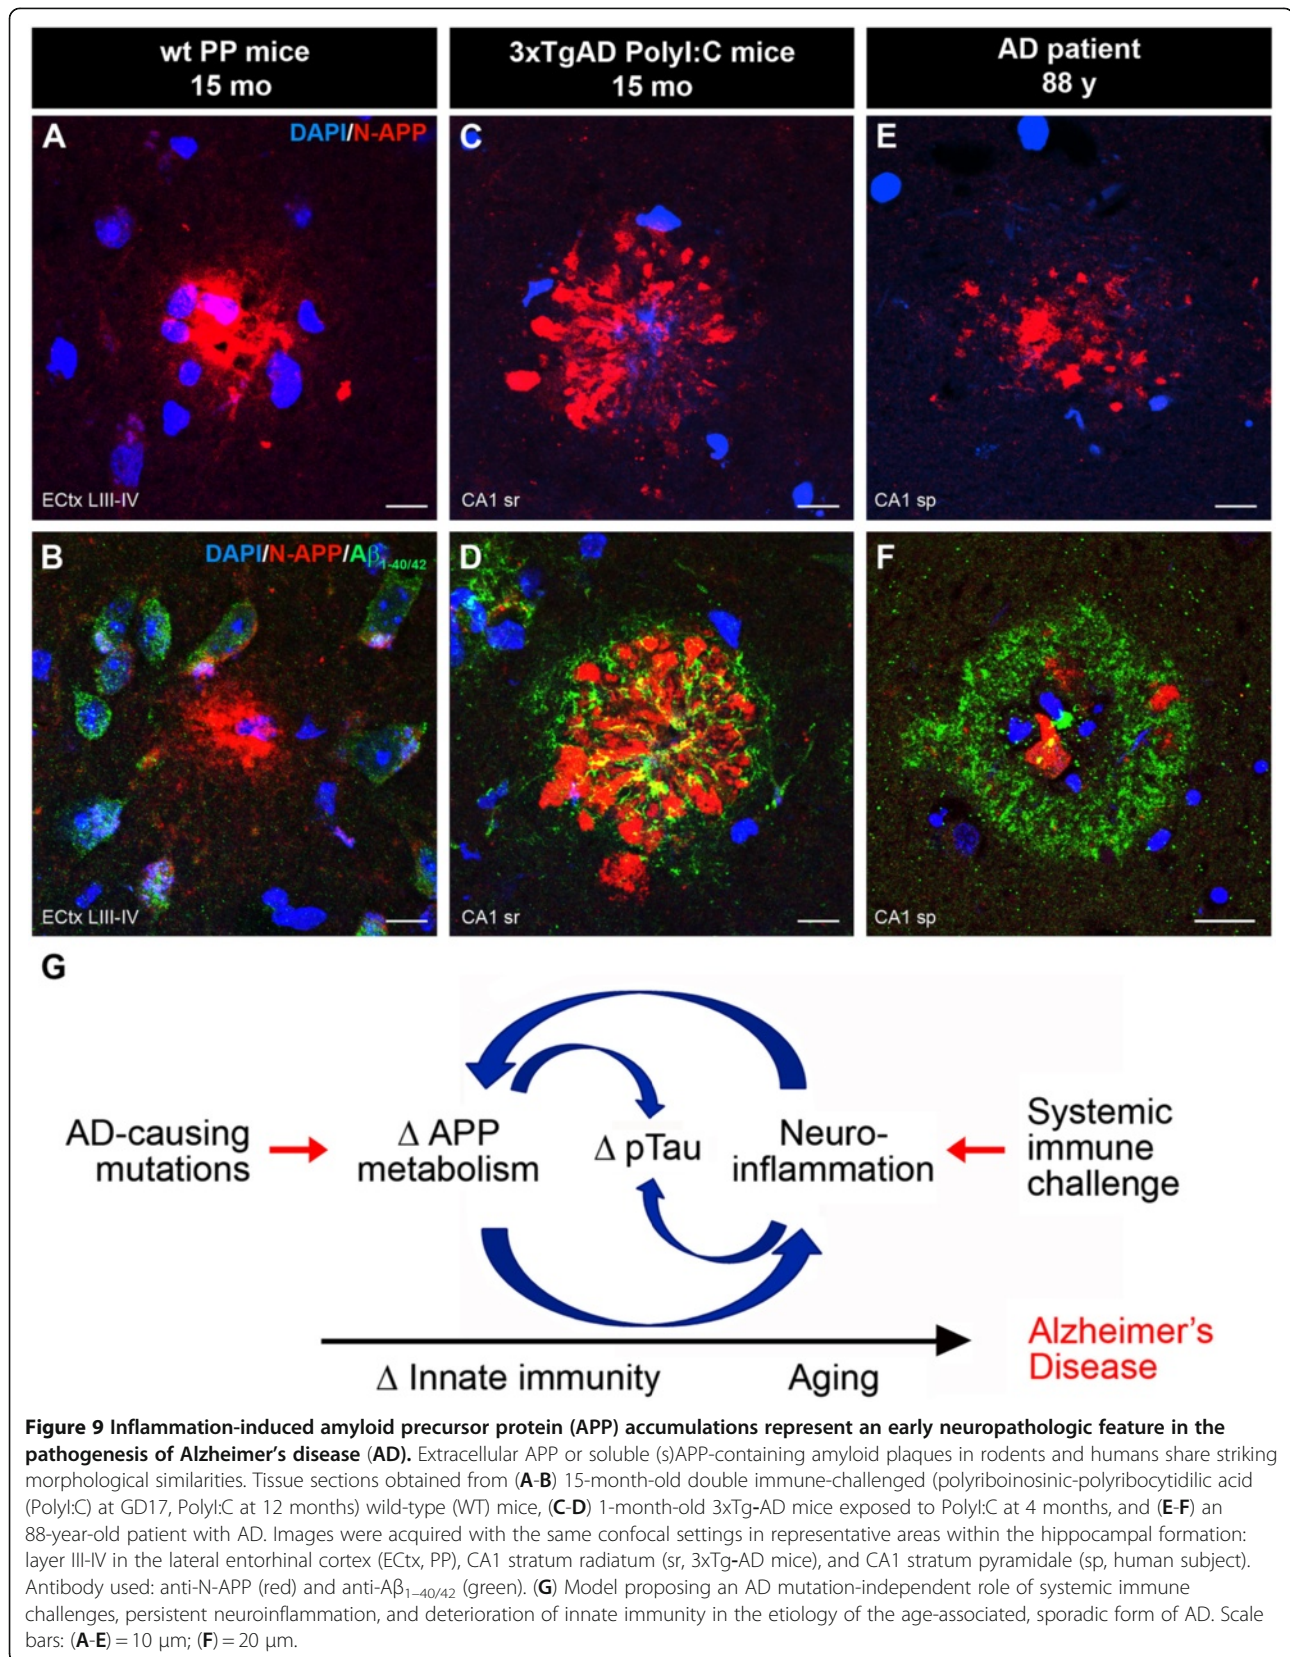 wt PP mice
15 mo
3xTgAD PolyI:C mice
15 mo
AD patient
88 y
A
DAPI/N-APP
ECtx LIII-IV
C
CA1 sr
E
CA1 sp
B
DAPI/N-APP/Aβ1-40/42
ECtx LIII-IV
D
CA1 sr
F
CA1 sp
G
AD-causing
mutations
Δ APP
metabolism
Δ pTau
Neuro-
inflammation
Systemic
immune
challenge
Δ Innate immunity
Aging
Alzheimer's
Disease
Figure 9 Inflammation-induced amyloid precursor protein (APP) accumulations represent an early neuropathologic feature in the
pathogenesis of Alzheimer's disease (AD). Extracellular APP or soluble (s)APP-containing amyloid plaques in rodents and humans share striking
morphological similarities. Tissue sections obtained from (A-B) 15-month-old double immune-challenged (polyriboinosinic-polyribocytidilic acid
(PolyI:C) at GD17, PolyI:C at 12 months) wild-type (WT) mice, (C-D) 1-month-old 3xTg-AD mice exposed to PolyI:C at 4 months, and (E-F) an
88-year-old patient with AD. Images were acquired with the same confocal settings in representative areas within the hippocampal formation:
layer III-IV in the lateral entorhinal cortex (ECtx, PP), CA1 stratum radiatum (sr, 3xTg-AD mice), and CA1 stratum pyramidale (sp, human subject).
Antibody used: anti-N-APP (red) and anti-Aβ1–40/42 (green). (G) Model proposing an AD mutation-independent role of systemic immune
challenges, persistent neuroinflammation, and deterioration of innate immunity in the etiology of the age-associated, sporadic form of AD. Scale
bars: (A-E) = 10 μm; (F) = 20 μm.